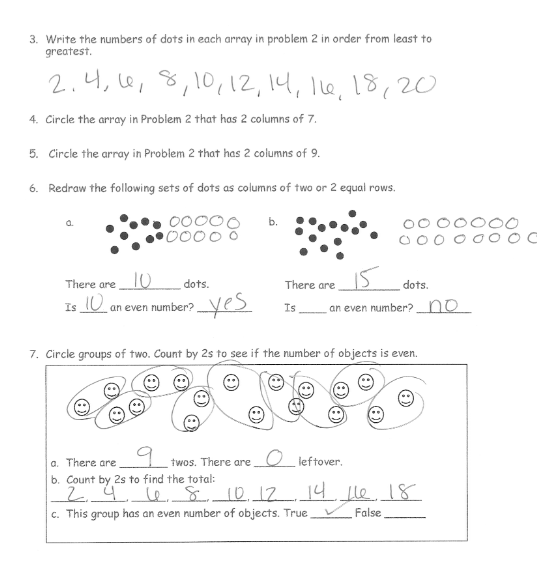 3. Write the numbers of dots in each array in problem 2 in order from least to
greatest.
2. 4, 6, 8, 10, 12, 14, 16, 18, 20
4. Circle the array in Problem 2 that has 2 columns of 7.
5. Circle the array in Problem 2 that has 2 columns of 9.
6. Redraw the following sets of dots as columns of two or 2 equal rows.
a. b.
There are 10 dots. There are 15 dots.
Is 10 an even number? yes Is ____ an even number? no
7. Circle groups of two. Count by 2s to see if the number of objects is even.
a. There are 9 twos. There are 0 leftover.
b. Count by 2s to find the total:
2, 4, 6, 8, 10, 12, 14, 16, 18
c. This group has an even number of objects. True ✓ False ____